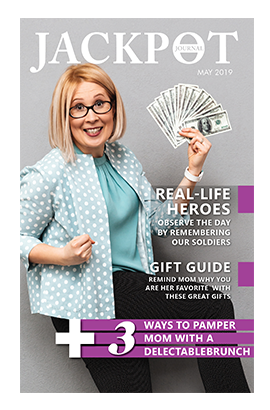 JACKPOT
JOURNAL
MAY 2019
REAL-LIFE
HEROES
OBSERVE THE DAY
BY REMEMBERING
OUR SOLDIERS
GIFT GUIDE
REMIND MOM WHY YOU
ARE HER FAVORITE WITH
THESE GREAT GIFTS
+3 WAYS TO PAMPER
MOM WITH A
DELECTABLEBRUNCH